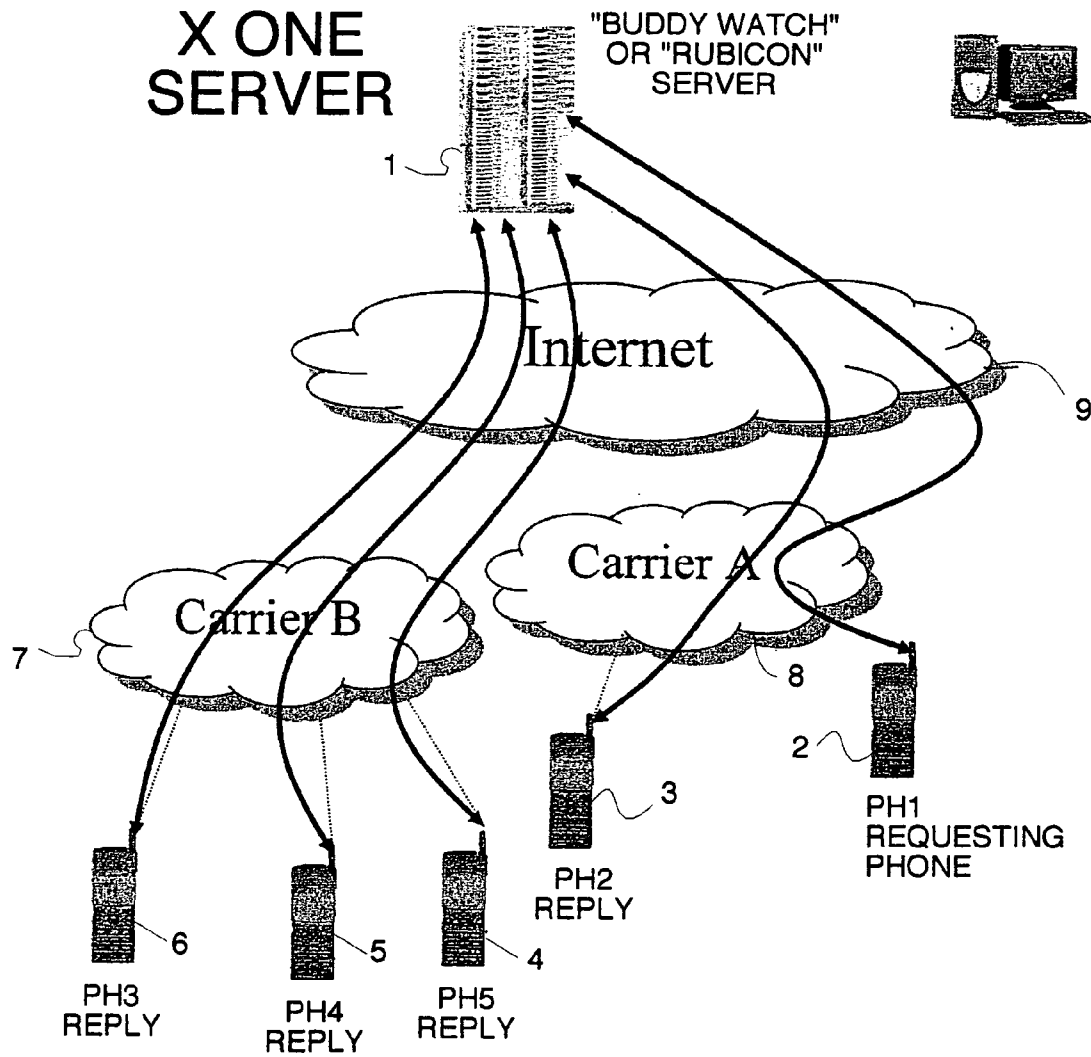 X ONE
SERVER
"BUDDY WATCH"
OR "RUBICON"
SERVER
1
Internet
9
Carrier A
Carrier B
7
8
2
3
PH1
REQUESTING
PHONE
PH2
REPLY
6
5
4
PH3
REPLY
PH4
REPLY
PH5
REPLY